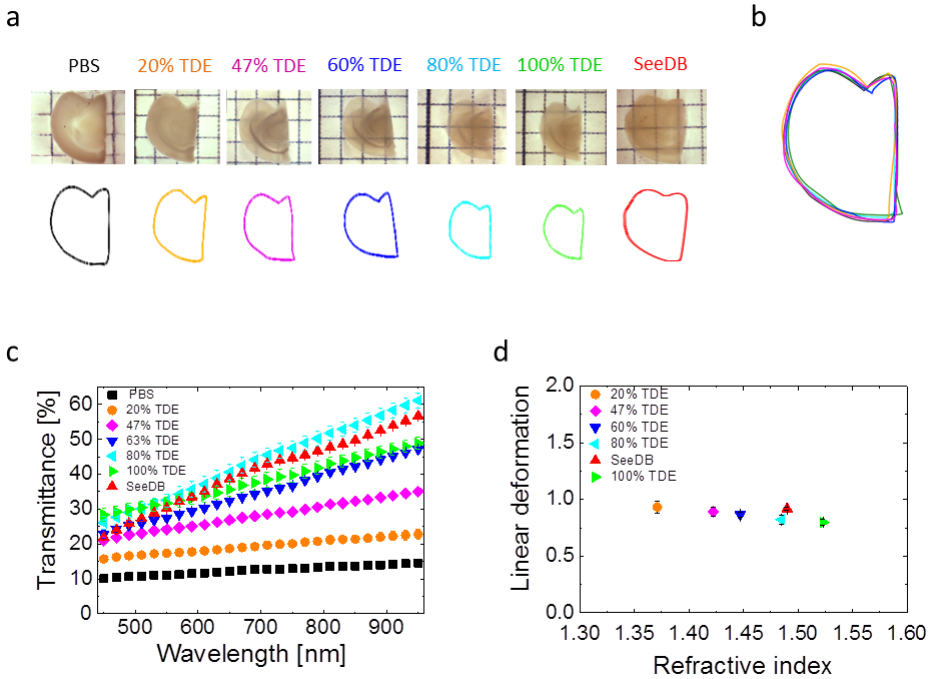 a
b
PBS 20% TDE 47% TDE 60% TDE 80% TDE 100% TDE SeeDB
c
d
Transmittance [%]
60
50
40
30
20
10
0
PBS
20% TDE
47% TDE
63% TDE
80% TDE
100% TDE
SeeDB
500 600 700 800 900
Wavelength [nm]
Linear deformation
2.0
1.5
1.0
0.5
0.0
20% TDE
47% TDE
60% TDE
80% TDE
SeeDB
100% TDE
1.30 1.35 1.40 1.45 1.50 1.55 1.60
Refractive index